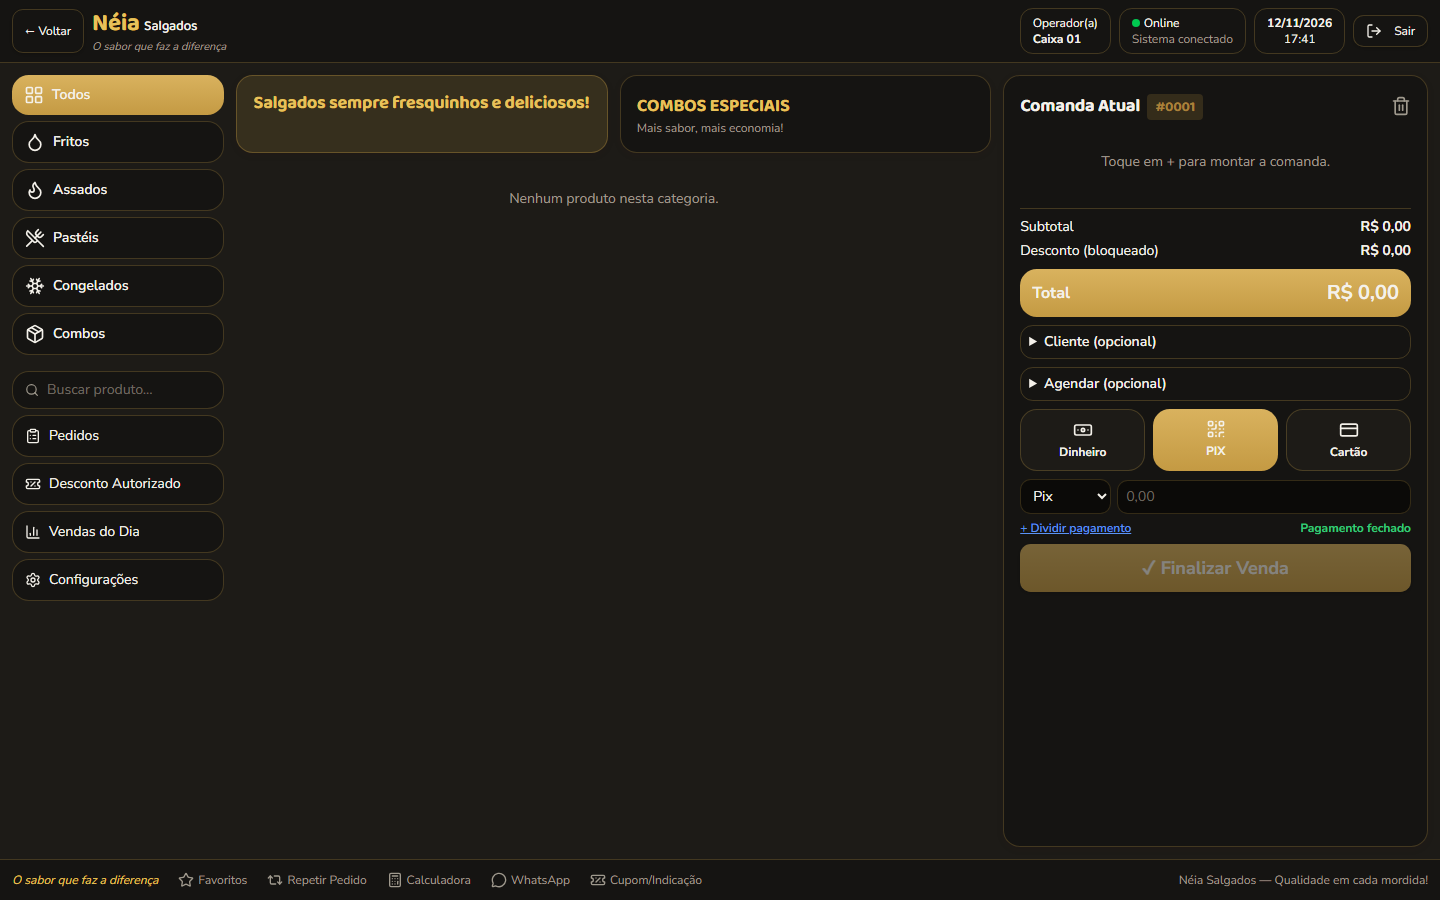 ← Voltar
Néia Salgados
O sabor que faz a diferença
Operador(a)
Caixa 01
Online
Sistema conectado
12/11/2026
17:41
Sair
Todos
Fritos
Assados
Pastéis
Congelados
Combos
Buscar produto...
Pedidos
Desconto Autorizado
Vendas do Dia
Configurações
Salgados sempre fresquinhos e deliciosos!
COMBOS ESPECIAIS
Mais sabor, mais economia!
Nenhum produto nesta categoria.
Comanda Atual #0001
Toque em + para montar a comanda.
Subtotal R$ 0,00
Desconto (bloqueado) R$ 0,00
Total R$ 0,00
▶ Cliente (opcional)
▶ Agendar (opcional)
Dinheiro
PIX
Cartão
Pix 0,00
+ Dividir pagamento Pagamento fechado
✓ Finalizar Venda
O sabor que faz a diferença Favoritos Repetir Pedido Calculadora WhatsApp Cupom/Indicação Néia Salgados — Qualidade em cada mordida!